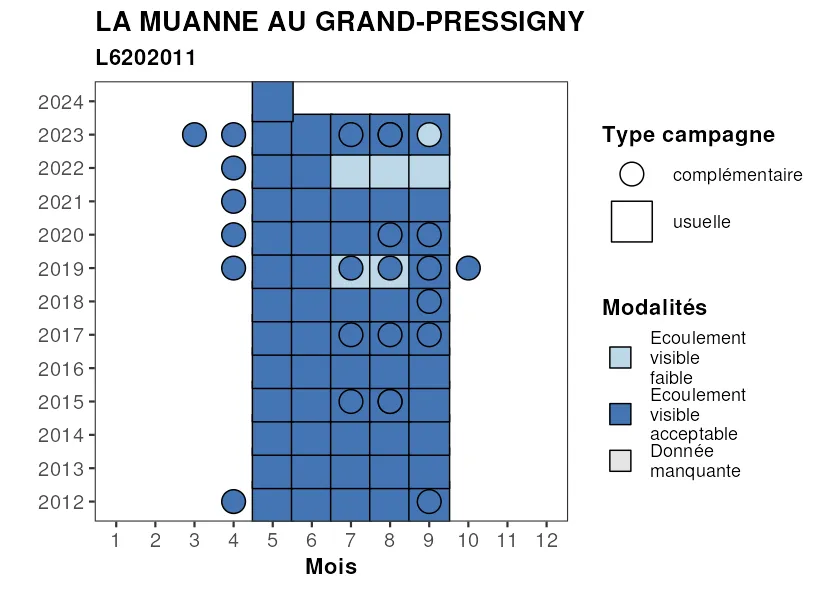 LA MUANNE AU GRAND-PRESSIGNY
L6202011
2024
2023
2022
2021
2020
2019
2018
2017
2016
2015
2014
2013
2012
1 2 3 4 5 6 7 8 9 10 11 12
Mois
Type campagne
complémentaire
usuelle
Modalités
Ecoulement
visible
faible
Ecoulement
visible
acceptable
Donnée
manquante